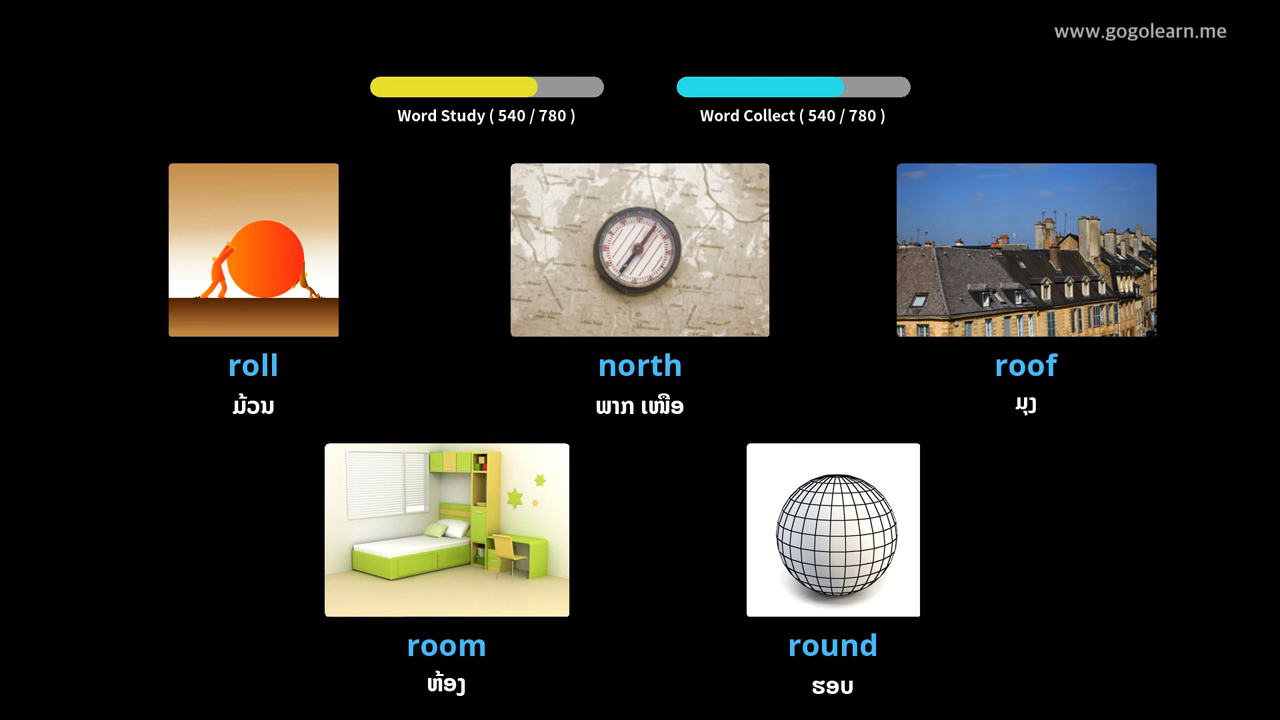 www.gogolearn.me
Word Study ( 540 / 780 )
Word Collect ( 540 / 780 )
roll
ມ້ວນ
north
ພາກ ເໜືອ
roof
ມຸງ
room
ຫ້ອງ
round
ຮອບ